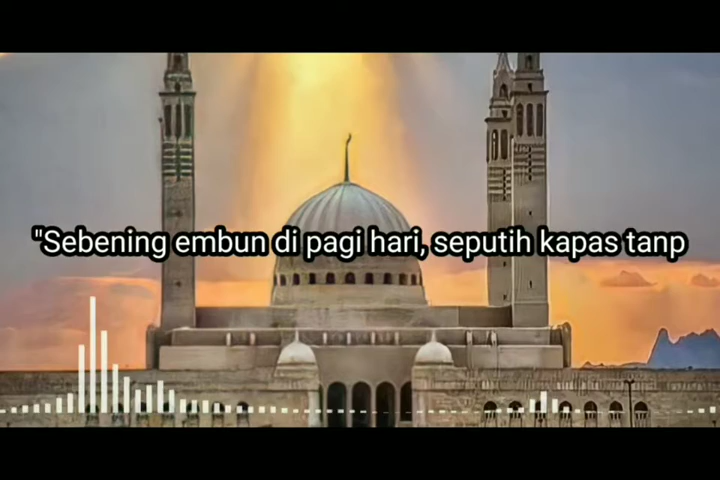 "Sebening embun di pagi hari, seputih kapas tanp